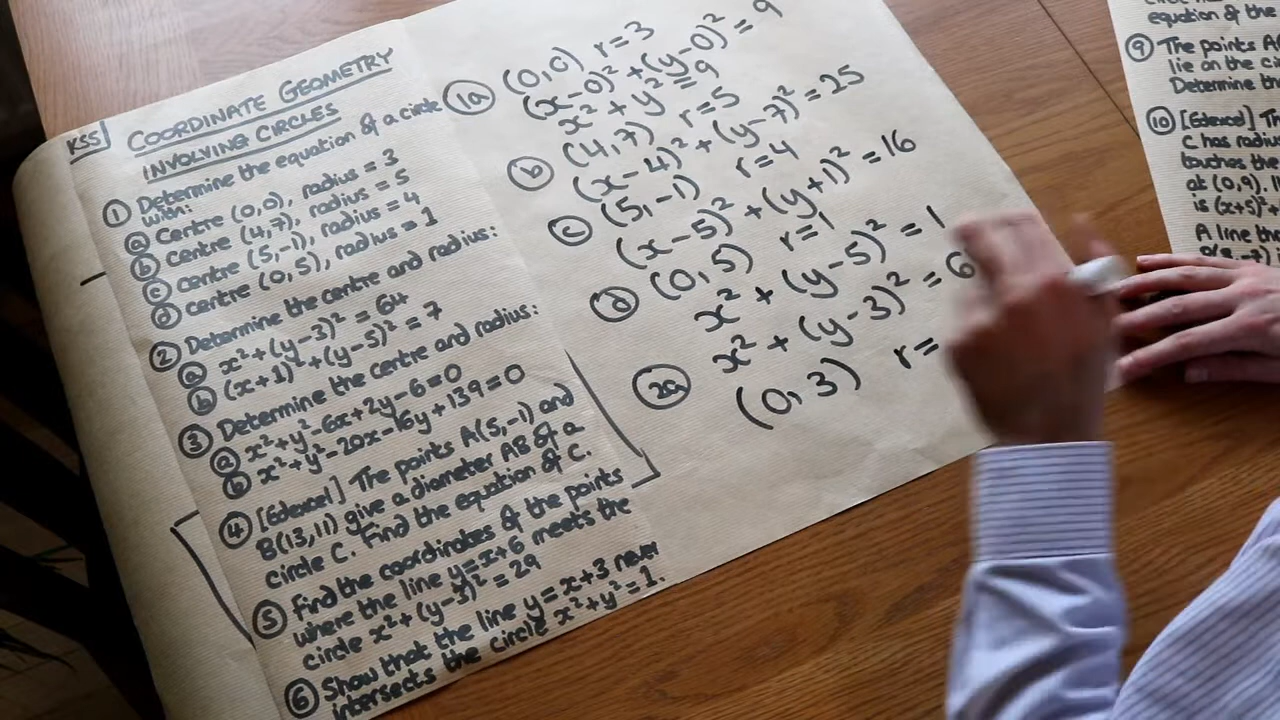 KS5
COORDINATE GEOMETRY
INVOLVING CIRCLES
① Determine the equation of a circle
with:
ⓐ Centre (0,0), radius = 3
ⓑ centre (4,7), radius = 5
ⓒ centre (5,-1), radius = 4
ⓓ centre (0,5), radius = 1
② Determine the centre and radius:
ⓐ x² + (y-3)² = 64
ⓑ (x+1)² + (y-5)² = 7
③ Determine the centre and radius:
ⓐ x²+y²-6x+2y-6=0
ⓑ x²+y²-20x-16y+139=0
④ [Edexcel] The points A(5,-1) and
B(13,11) give a diameter AB of a
circle C. Find the equation of C.
⑤ Find the coordinates of the points
where the line y=x+6 meets the
circle x²+(y-3)² = 29
⑥ Show that the line y=x+3 never
intersects the circle x²+y²=1.
1a (0,0) r=3
(x-0)² + (y-0)² = 9
x² + y² = 9
b (4,7) r=5
(x-4)² + (y-7)² = 25
c (5,-1) r=4
(x-5)² + (y+1)² = 16
d (0,5) r=1
x² + (y-5)² = 1
2a x² + (y-3)² = 6
(0,3) r=
equation of the
⑨ The points A
lie on the ci
Determine the
⑩ [Edexcel] Th
C has radiu
touches the
at (0,9).
is (x+5)²+
A line tha